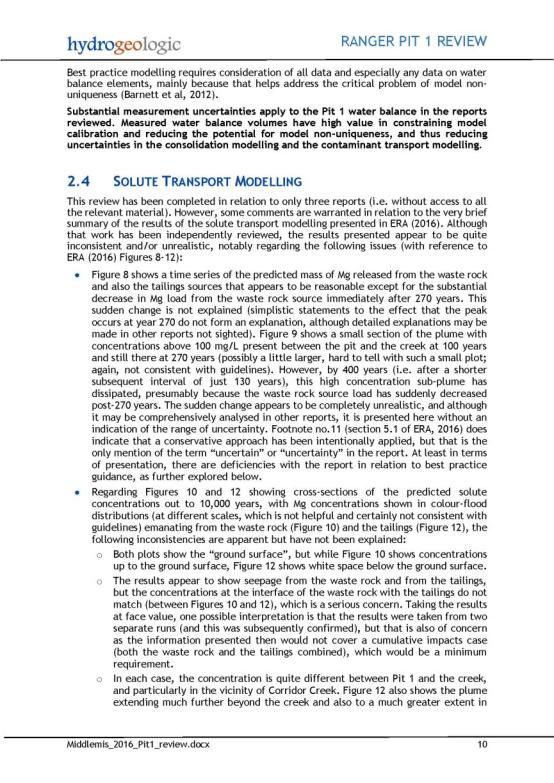 hydrogeologic
RANGER PIT 1 REVIEW
Best practice modelling requires consideration of all data and especially any data on water
balance elements, mainly because that helps address the critical problem of model non-
uniqueness (Barnett et al, 2012).
Substantial measurement uncertainties apply to the Pit 1 water balance in the reports
reviewed. Measured water balance volumes have high value in constraining model
calibration and reducing the potential for model non-uniqueness, and thus reducing
uncertainties in the consolidation modelling and the contaminant transport modelling.
2.4 SOLUTE TRANSPORT MODELLING
This review has been completed in relation to only three reports (i.e. without access to all
the relevant material). However, some comments are warranted in relation to the very brief
summary of the results of the solute transport modelling presented in ERA (2016). Although
that work has been independently reviewed, the results presented appear to be quite
inconsistent and/or unrealistic, notably regarding the following issues (with reference to
ERA (2016) Figures 8-12):
• Figure 8 shows a time series of the predicted mass of Mg released from the waste rock
and also the tailings sources that appears to be reasonable except for the substantial
decrease in Mg load from the waste rock source immediately after 270 years. This
sudden change is not explained (simplistic statements to the effect that the peak
occurs at year 270 do not form an explanation, although detailed explanations may be
made in other reports not sighted). Figure 9 shows a small section of the plume with
concentrations above 100 mg/L present between the pit and the creek at 100 years
and still there at 270 years (possibly a little larger, hard to tell with such a small plot;
again, not consistent with guidelines). However, by 400 years (i.e. after a shorter
subsequent interval of just 130 years), this high concentration sub-plume has
dissipated, presumably because the waste rock source load has suddenly decreased
post-270 years. The sudden change appears to be completely unrealistic, and although
it may be comprehensively analysed in other reports, it is presented here without an
indication of the range of uncertainty. Footnote no.11 (section 5.1 of ERA, 2016) does
indicate that a conservative approach has been intentionally applied, but that is the
only mention of the term “uncertain” or “uncertainty” in the report. At least in terms
of presentation, there are deficiencies with the report in relation to best practice
guidance, as further explored below.
• Regarding Figures 10 and 12 showing cross-sections of the predicted solute
concentrations out to 10,000 years, with Mg concentrations shown in colour-flood
distributions (at different scales, which is not helpful and certainly not consistent with
guidelines) emanating from the waste rock (Figure 10) and the tailings (Figure 12), the
following inconsistencies are apparent but have not been explained:
○ Both plots show the “ground surface”, but while Figure 10 shows concentrations
up to the ground surface, Figure 12 shows white space below the ground surface.
○ The results appear to show seepage from the waste rock and from the tailings,
but the concentrations at the interface of the waste rock with the tailings do not
match (between Figures 10 and 12), which is a serious concern. Taking the results
at face value, one possible interpretation is that the results were taken from two
separate runs (and this was subsequently confirmed), but that is also of concern
as the information presented then would not cover a cumulative impacts case
(both the waste rock and the tailings combined), which would be a minimum
requirement.
○ In each case, the concentration is quite different between Pit 1 and the creek,
and particularly in the vicinity of Corridor Creek. Figure 12 also shows the plume
extending much further beyond the creek and also to a much greater extent in
Middlemis_2016_Pit1_review.docx
10